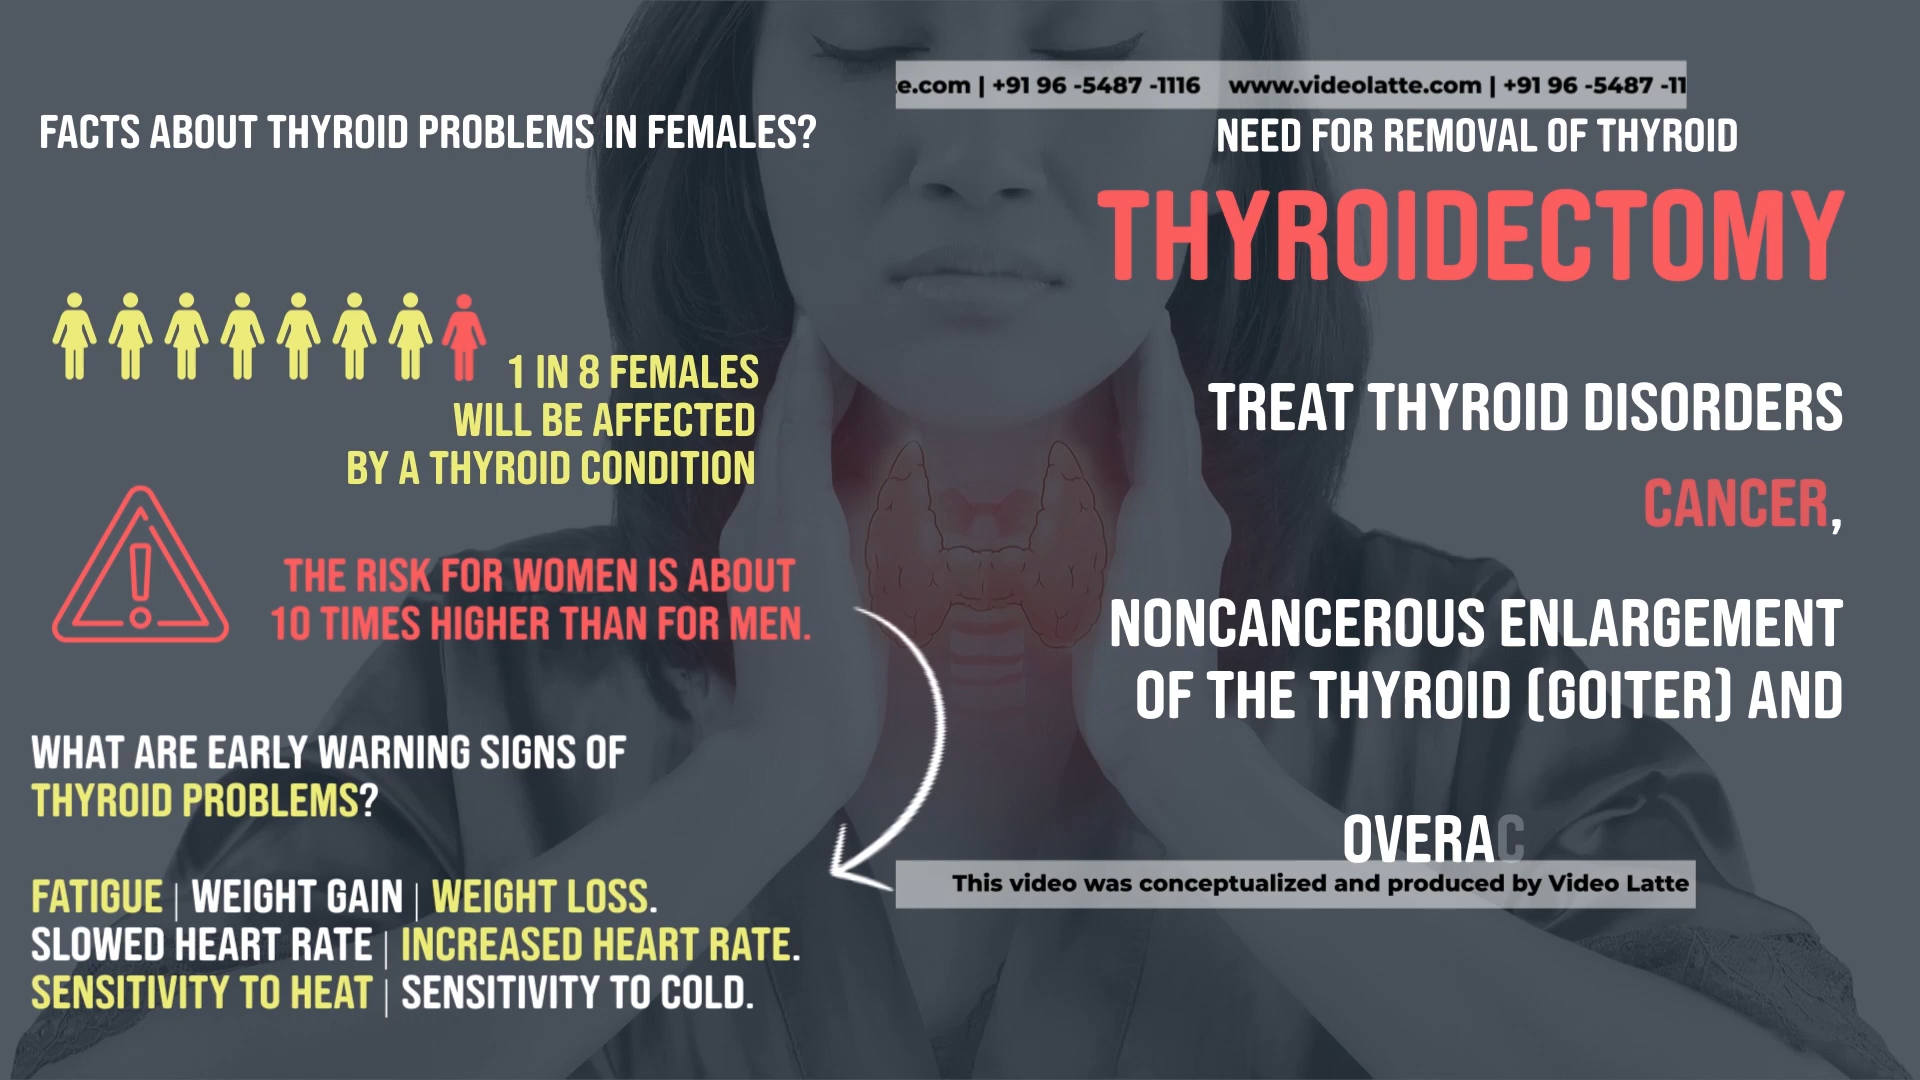 e.com | +91 96 -5487 -1116 www.videolatte.com | +91 96 -5487 -11
FACTS ABOUT THYROID PROBLEMS IN FEMALES?
1 IN 8 FEMALES
WILL BE AFFECTED
BY A THYROID CONDITION
THE RISK FOR WOMEN IS ABOUT
10 TIMES HIGHER THAN FOR MEN.
WHAT ARE EARLY WARNING SIGNS OF
THYROID PROBLEMS?
FATIGUE | WEIGHT GAIN | WEIGHT LOSS.
SLOWED HEART RATE | INCREASED HEART RATE.
SENSITIVITY TO HEAT | SENSITIVITY TO COLD.
NEED FOR REMOVAL OF THYROID
THYROIDECTOMY
TREAT THYROID DISORDERS
CANCER,
NONCANCEROUS ENLARGEMENT
OF THE THYROID (GOITER) AND
OVERAC
This video was conceptualized and produced by Video Latte